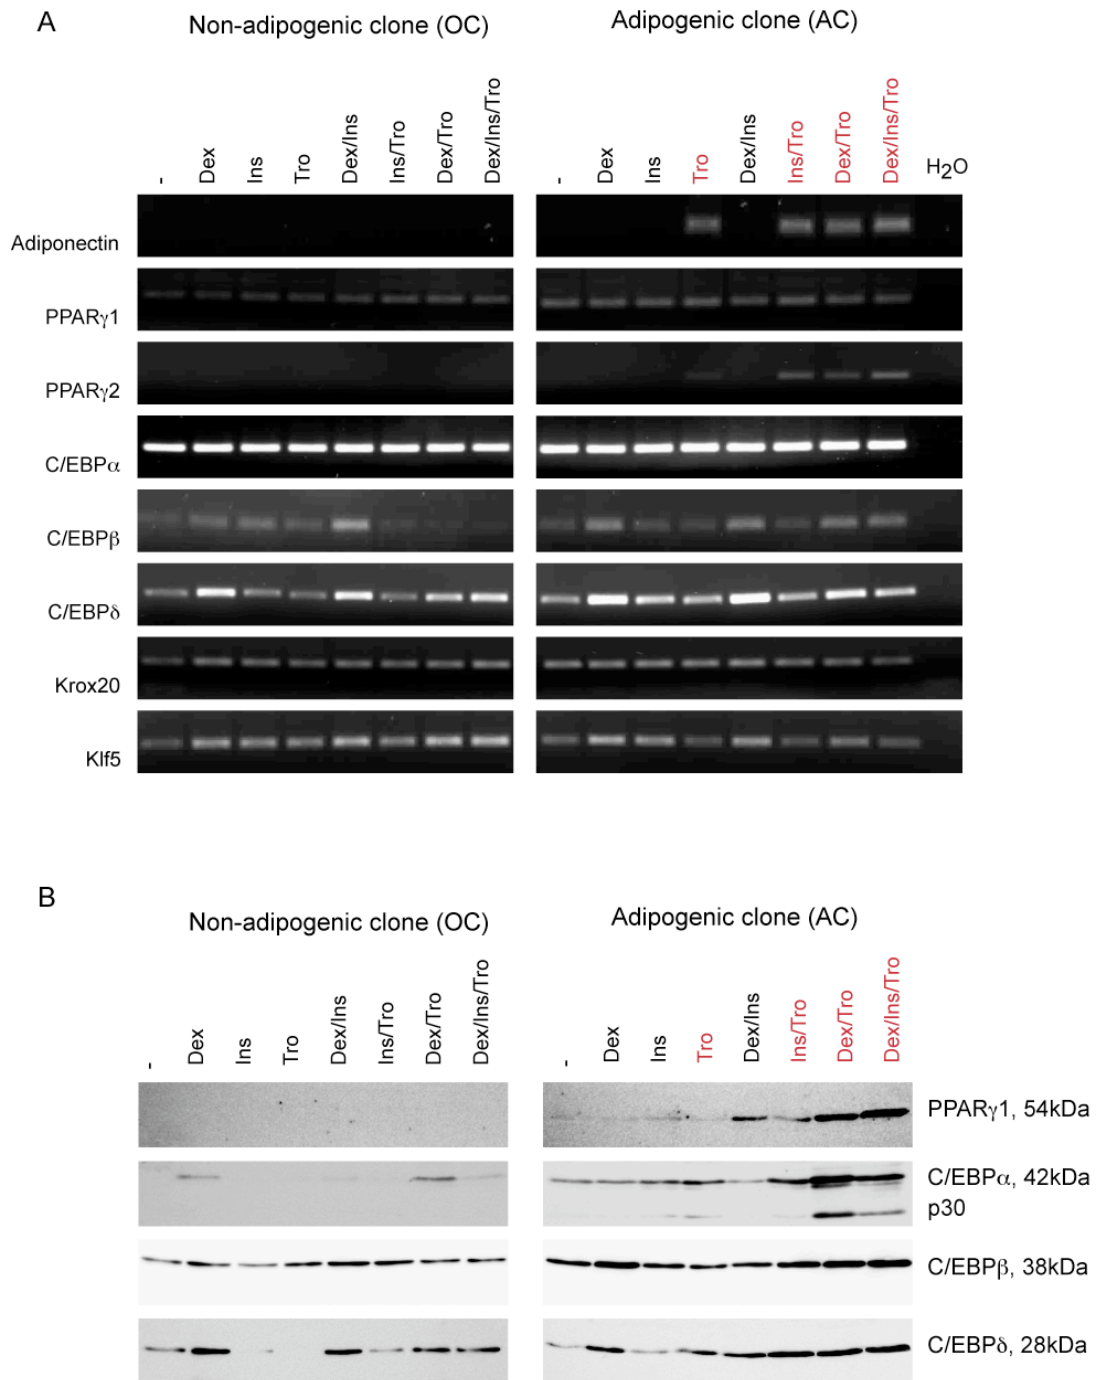 A
Non-adipogenic clone (OC)
Adipogenic clone (AC)
-
Dex
Ins
Tro
Dex/Ins
Ins/Tro
Dex/Tro
Dex/Ins/Tro
-
Dex
Ins
Tro
Dex/Ins
Ins/Tro
Dex/Tro
Dex/Ins/Tro
H2O
Adiponectin
PPARγ1
PPARγ2
C/EBPα
C/EBPβ
C/EBPδ
Krox20
Klf5
B
Non-adipogenic clone (OC)
Adipogenic clone (AC)
-
Dex
Ins
Tro
Dex/Ins
Ins/Tro
Dex/Tro
Dex/Ins/Tro
-
Dex
Ins
Tro
Dex/Ins
Ins/Tro
Dex/Tro
Dex/Ins/Tro
PPARγ1, 54kDa
C/EBPα, 42kDa
p30
C/EBPβ, 38kDa
C/EBPδ, 28kDa